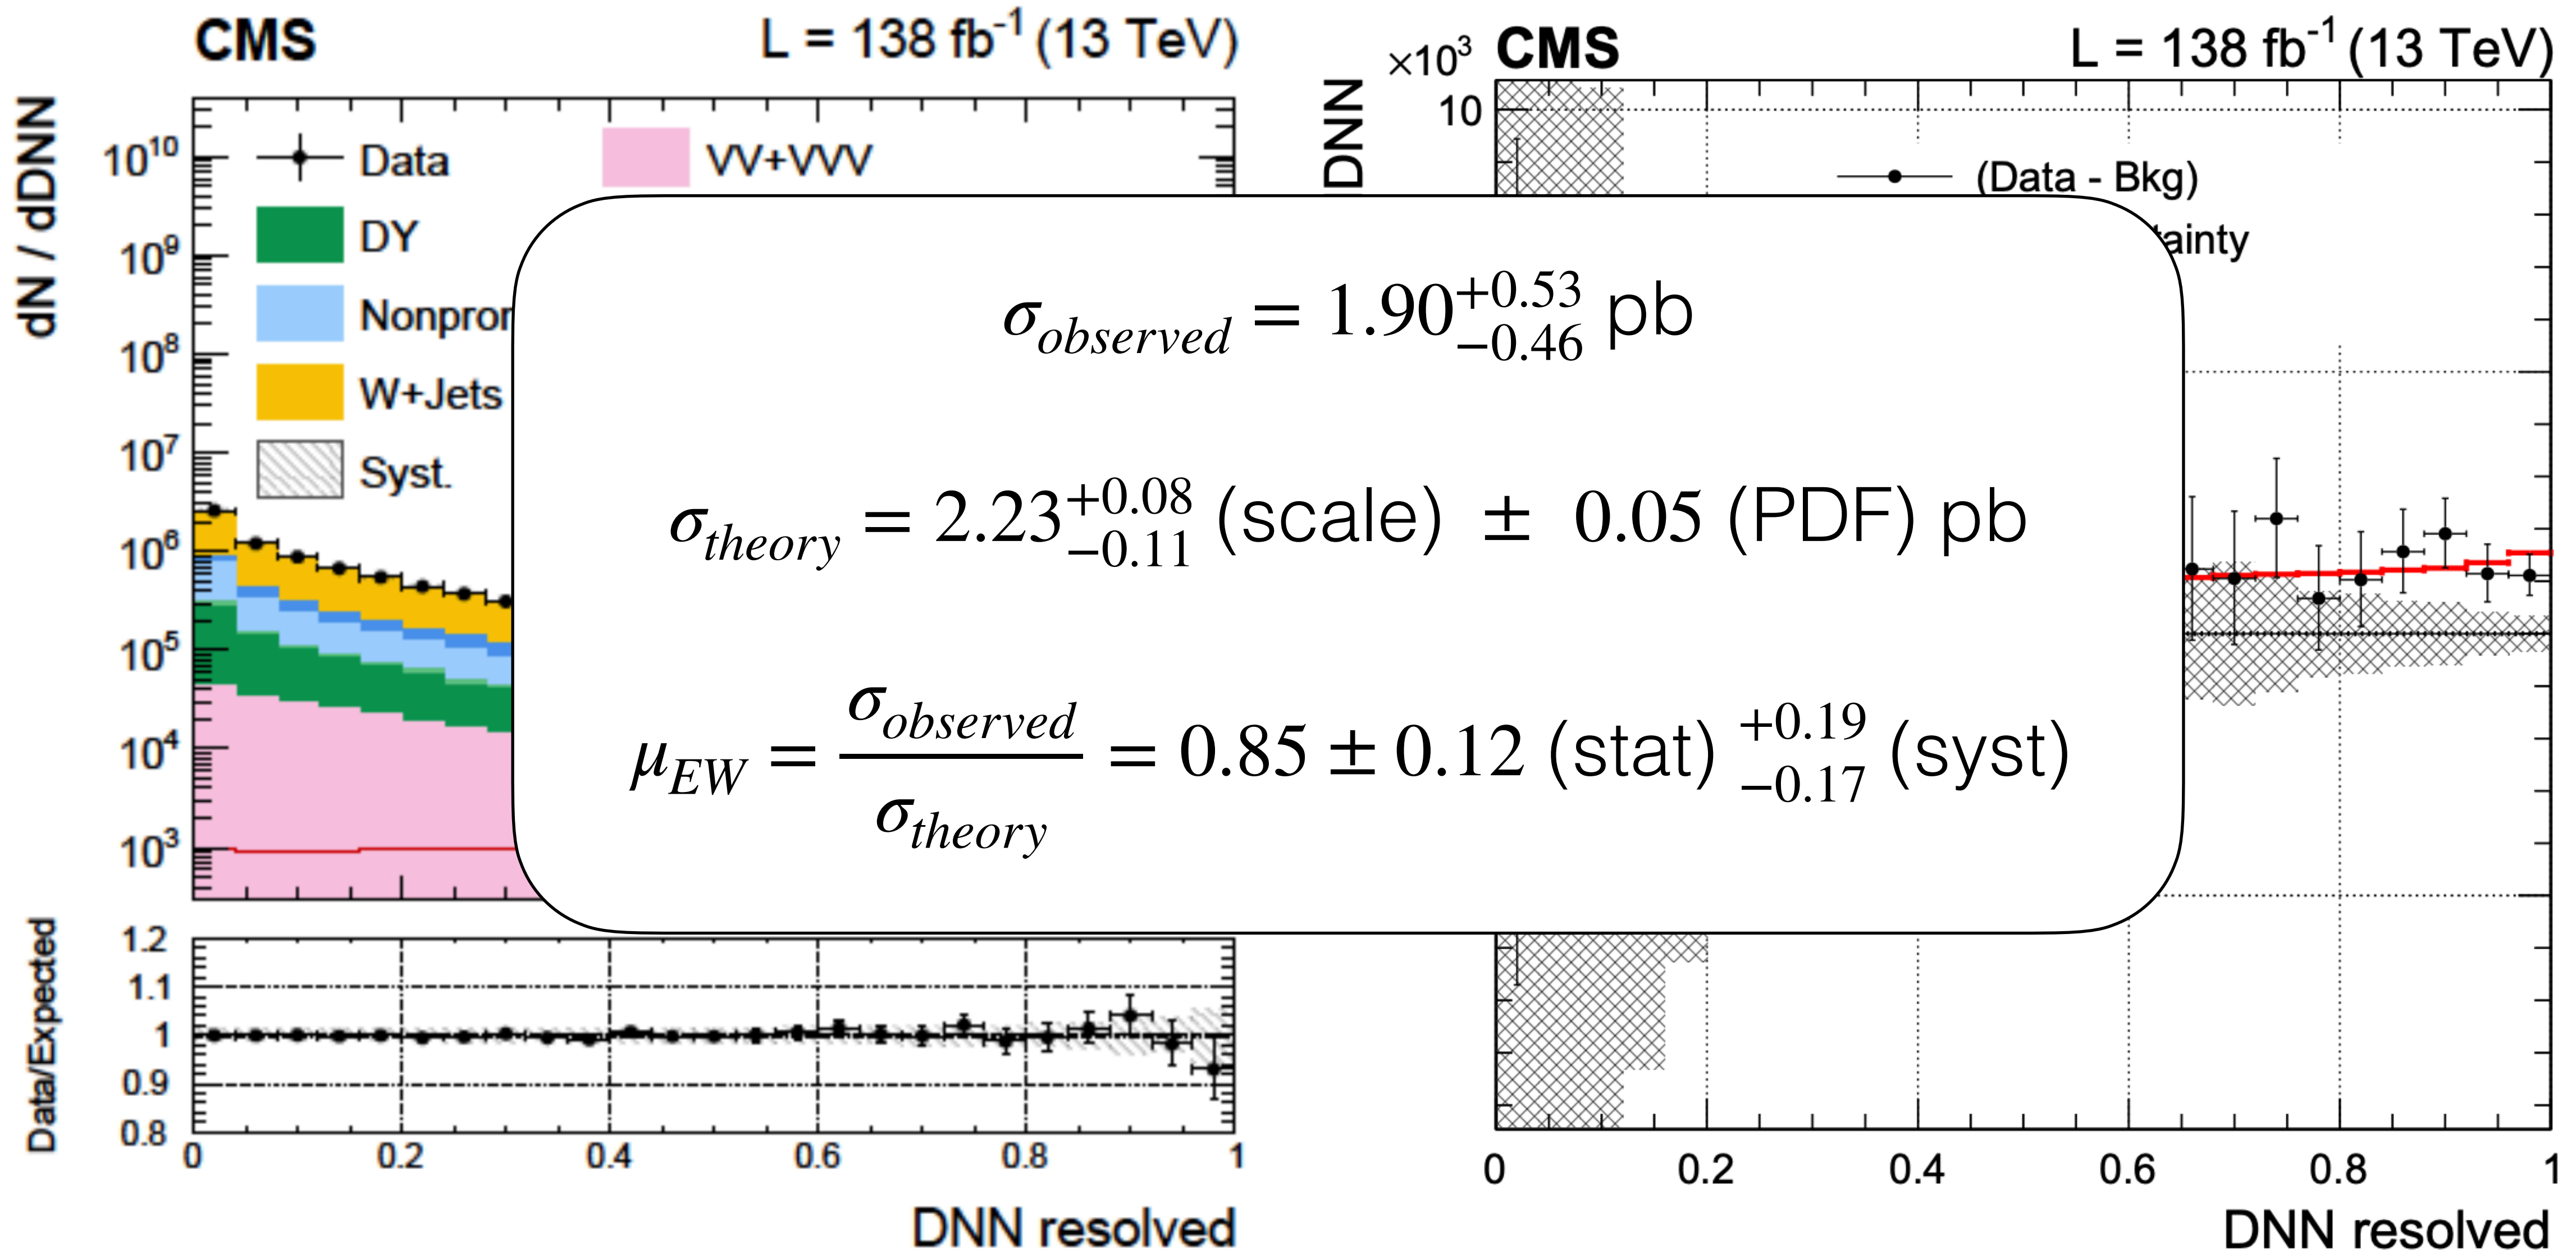 CMS L = 138 fb⁻¹ (13 TeV)
dN / dDNN
10¹⁰
10⁹
10⁸
10⁷
10⁶
10⁵
10⁴
10³
Data
VV+VVV
DY
W+Jets
Syst.
Data/Expected
1.2
1.1
1
0.9
0.8
0 0.2 0.4 0.6 0.8 1
DNN resolved
×10³ CMS L = 138 fb⁻¹ (13 TeV)
DNN
10
(Data - Bkg)
0 0.2 0.4 0.6 0.8 1
DNN resolved
σ_observed = 1.90 +0.53 −0.46 pb
σ_theory = 2.23 +0.08 −0.11 (scale) ± 0.05 (PDF) pb
μ_EW = σ_observed / σ_theory = 0.85 ± 0.12 (stat) +0.19 −0.17 (syst)